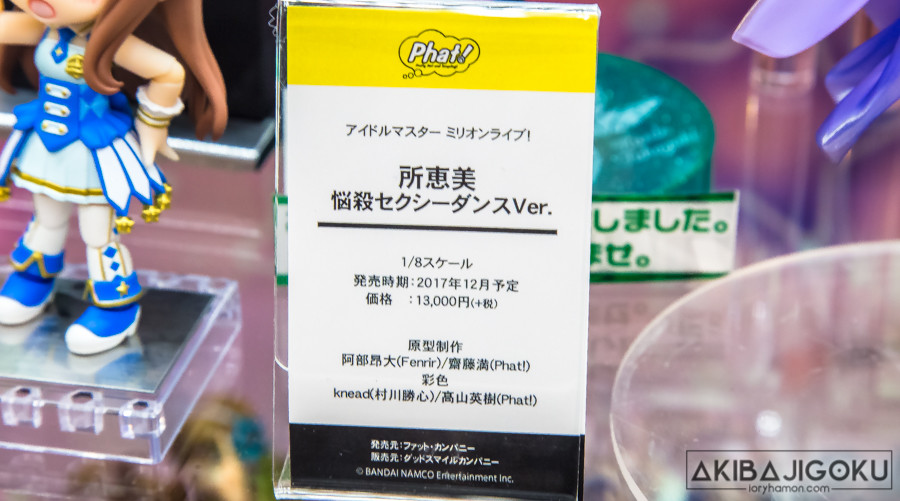 Phat!
アイドルマスター ミリオンライブ!
所恵美
悩殺セクシーダンスVer.
1/8スケール
発売時期:2017年12月予定
価格 :13,000円(+税)
原型制作
阿部昂大(Fenrir)/齋藤満(Phat!)
彩色
knead(村川勝心)/高山英樹(Phat!)
発売元:ファット・カンパニー
販売元:グッドスマイルカンパニー
© BANDAI NAMCO Entertainment Inc.
しました。
ませ。
AKIBAJIGOKU
ioryhamon.com